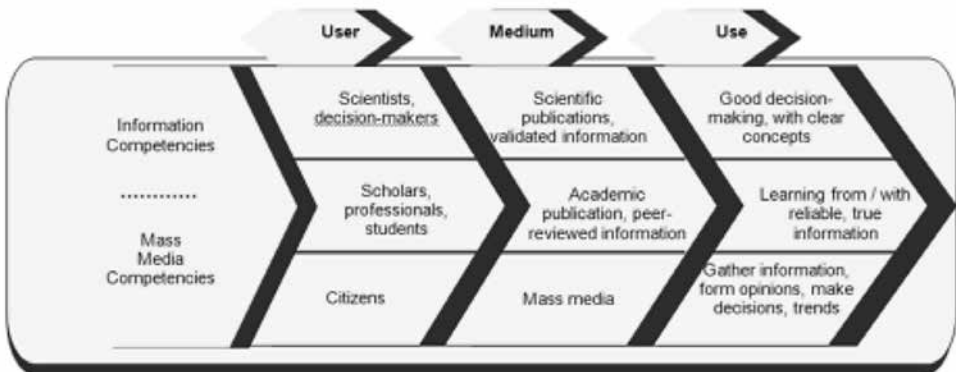 User
Medium
Use
Information
Competencies
............
Mass
Media
Competencies
Scientists,
decision-makers
Scientific
publications,
validated information
Good decision-
making, with clear
concepts
Scholars,
professionals,
students
Academic
publication, peer-
reviewed information
Learning from / with
reliable, true
information
Citizens
Mass media
Gather information,
form opinions, make
decisions, trends